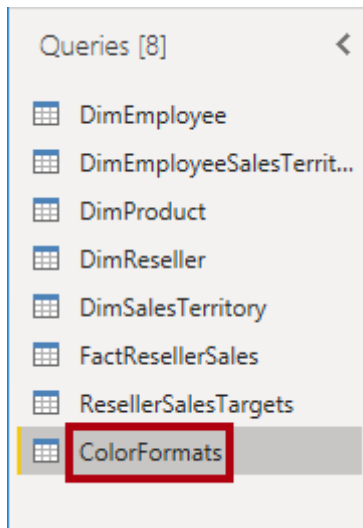 Queries [8]
DimEmployee
DimEmployeeSalesTerrit...
DimProduct
DimReseller
DimSalesTerritory
FactResellerSales
ResellerSalesTargets
ColorFormats